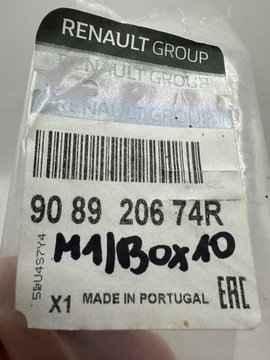 RENAULT GROUP
RENAULT GROUP
RENAULT GROUP
90 89 206 74R
M1/BOX10
X1 MADE IN PORTUGAL EAC